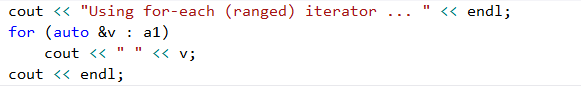 cout << "Using for-each (ranged) iterator ... " << endl;
for (auto &v : a1)
    cout << " " << v;
cout << endl;